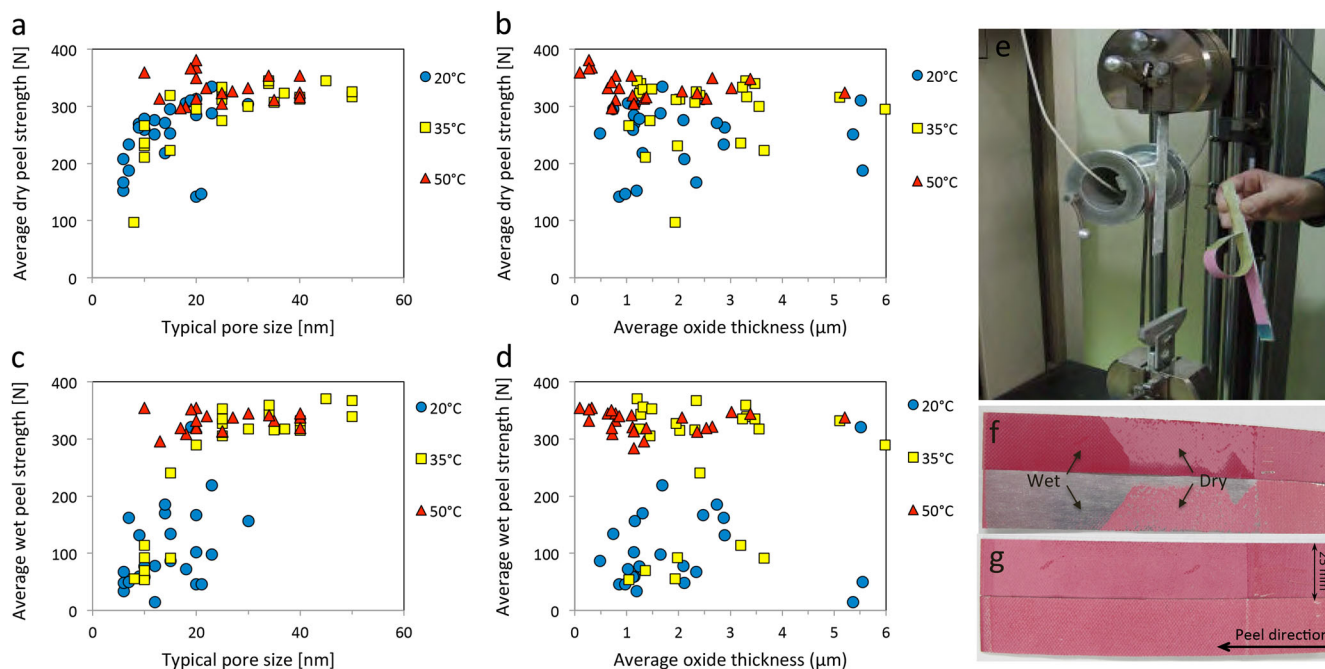 a
Average dry peel strength [N]
400
300
200
100
0
0
20
40
60
Typical pore size [nm]
20°C
35°C
50°C
b
Average dry peel strength [N]
400
300
200
100
0
0
1
2
3
4
5
6
Average oxide thickness (μm)
20°C
35°C
50°C
c
Average wet peel strength [N]
400
300
200
100
0
0
20
40
60
Typical pore size [nm]
20°C
35°C
50°C
d
Average wet peel strength [N]
400
300
200
100
0
0
1
2
3
4
5
6
Average oxide thickness (μm)
20°C
35°C
50°C
e
f
Wet
Dry
g
25 mm
Peel direction